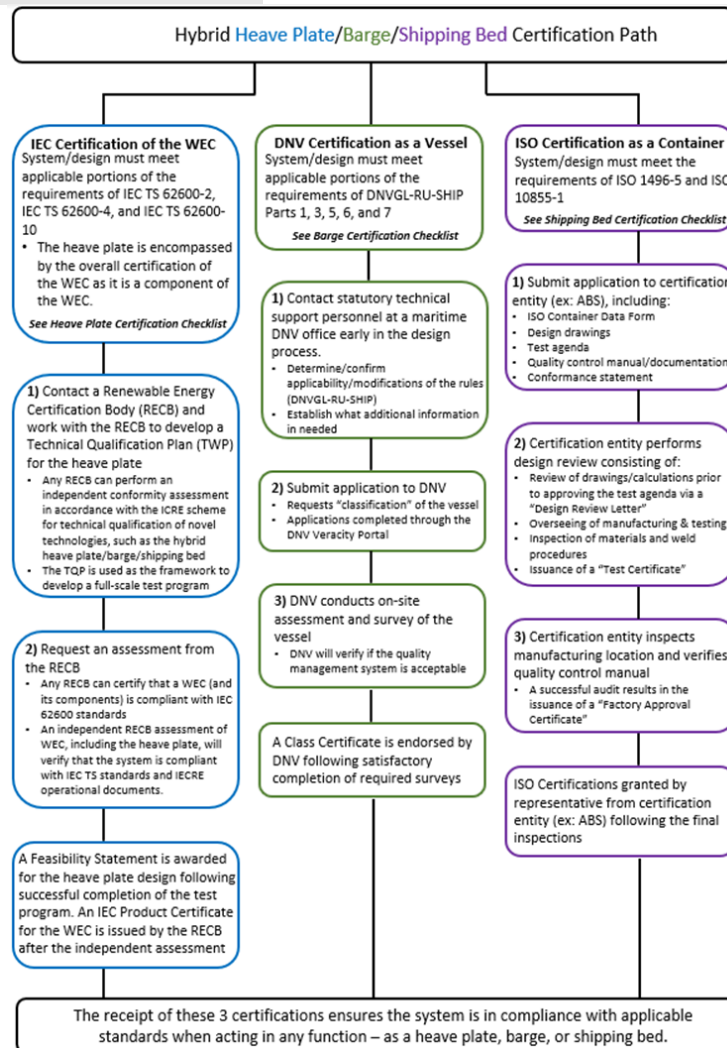 Hybrid Heave Plate/Barge/Shipping Bed Certification Path
IEC Certification of the WEC
System/design must meet
applicable portions of the
requirements of IEC TS 62600-2,
IEC TS 62600-4, and IEC TS 62600-
10
• The heave plate is encompassed
by the overall certification of
the WEC as it is a component of
the WEC.
See Heave Plate Certification Checklist
1) Contact a Renewable Energy
Certification Body (RECB) and
work with the RECB to develop a
Technical Qualification Plan (TWP)
for the heave plate
• Any RECB can perform an
independent conformity assessment
in accordance with the ICRE scheme
for technical qualification of novel
technologies, such as the hybrid
heave plate/barge/shipping bed
• The TQP is used as the framework to
develop a full-scale test program
2) Request an assessment from
the RECB
• Any RECB can certify that a WEC (and
its components) is compliant with IEC
62600 standards
• An independent RECB assessment of
WEC, including the heave plate, will
verify that the system is compliant
with IEC TS standards and IECRE
operational documents.
A Feasibility Statement is awarded
for the heave plate design following
successful completion of the test
program. An IEC Product Certificate
for the WEC is issued by the RECB
after the independent assessment
DNV Certification as a Vessel
System/design must meet
applicable portions of the
requirements of DNVGL-RU-SHIP
Parts 1, 3, 5, 6, and 7
See Barge Certification Checklist
1) Contact statutory technical
support personnel at a maritime
DNV office early in the design
process.
• Determine/confirm
applicability/modifications of the rules
(DNVGL-RU-SHIP)
• Establish what additional information
in needed
2) Submit application to DNV
• Requests "classification" of the vessel
• Applications completed through the
DNV Veracity Portal
3) DNV conducts on-site
assessment and survey of the
vessel
• DNV will verify if the quality
management system is acceptable
A Class Certificate is endorsed by
DNV following satisfactory
completion of required surveys
ISO Certification as a Container
System/design must meet the
requirements of ISO 1496-5 and ISO
10855-1
See Shipping Bed Certification Checklist
1) Submit application to certification
entity (ex: ABS), including:
• ISO Container Data Form
• Design drawings
• Test agenda
• Quality control manual/documentation
• Conformance statement
2) Certification entity performs
design review consisting of:
• Review of drawings/calculations prior
to approving the test agenda via a
"Design Review Letter"
• Overseeing of manufacturing & testing
• Inspection of materials and weld
procedures
• Issuance of a "Test Certificate"
3) Certification entity inspects
manufacturing location and verifies
quality control manual
• A successful audit results in the
issuance of a "Factory Approval
Certificate"
ISO Certifications granted by
representative from certification
entity (ex: ABS) following the final
inspections
The receipt of these 3 certifications ensures the system is in compliance with applicable
standards when acting in any function – as a heave plate, barge, or shipping bed.